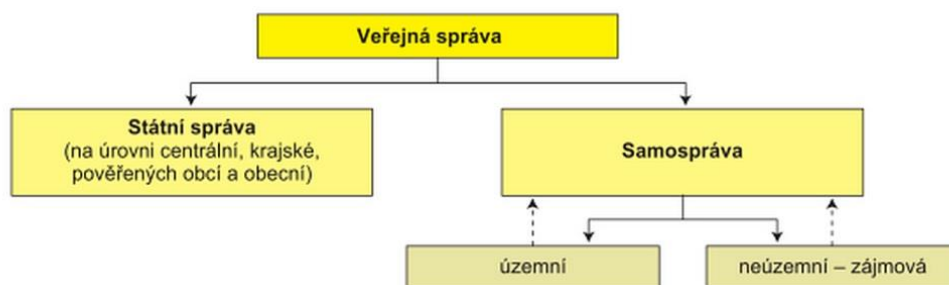 Veřejná správa
Státní správa
(na úrovni centrální, krajské,
pověřených obcí a obecní)
Samospráva
územní
neúzemní – zájmová